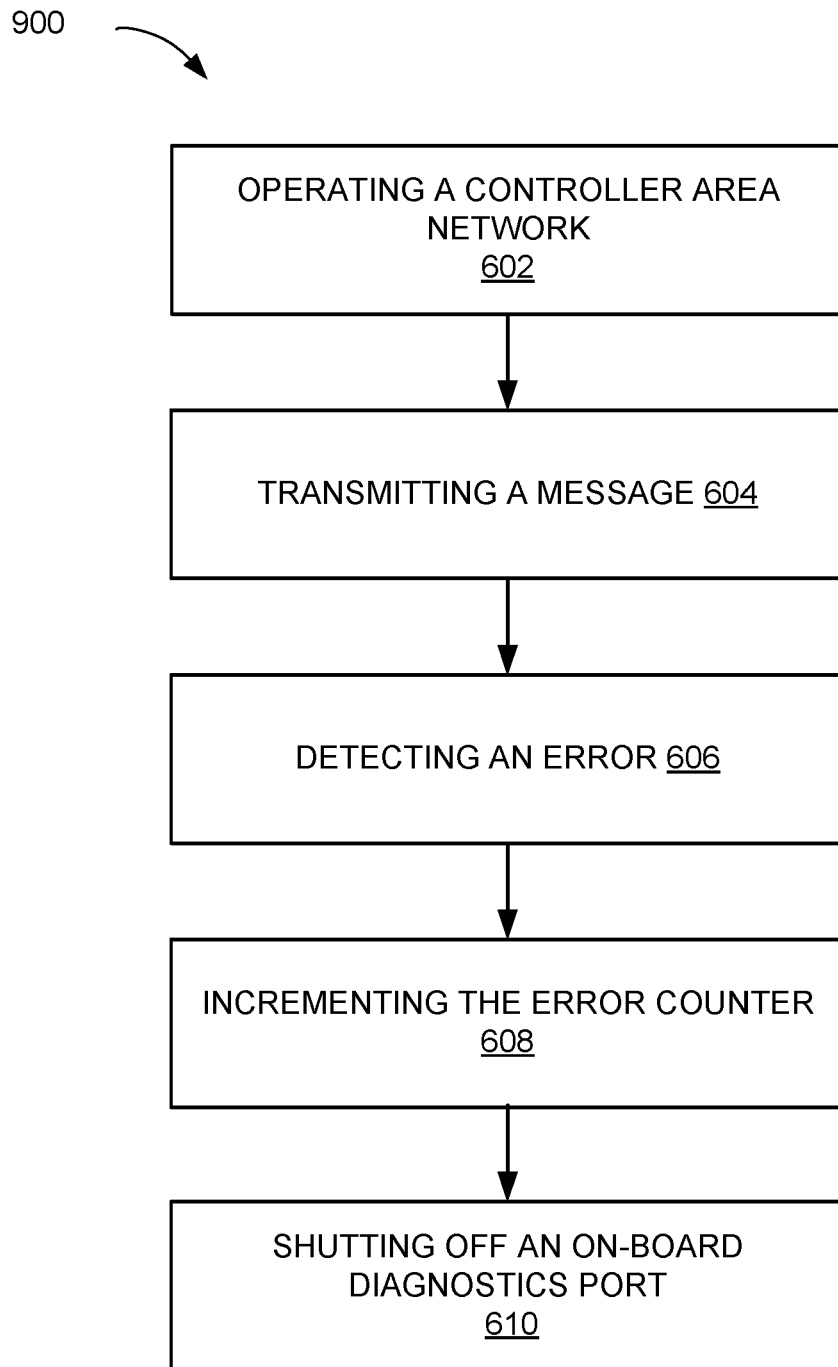 900
OPERATING A CONTROLLER AREA
NETWORK
602
TRANSMITTING A MESSAGE 604
DETECTING AN ERROR 606
INCREMENTING THE ERROR COUNTER
608
SHUTTING OFF AN ON-BOARD
DIAGNOSTICS PORT
610